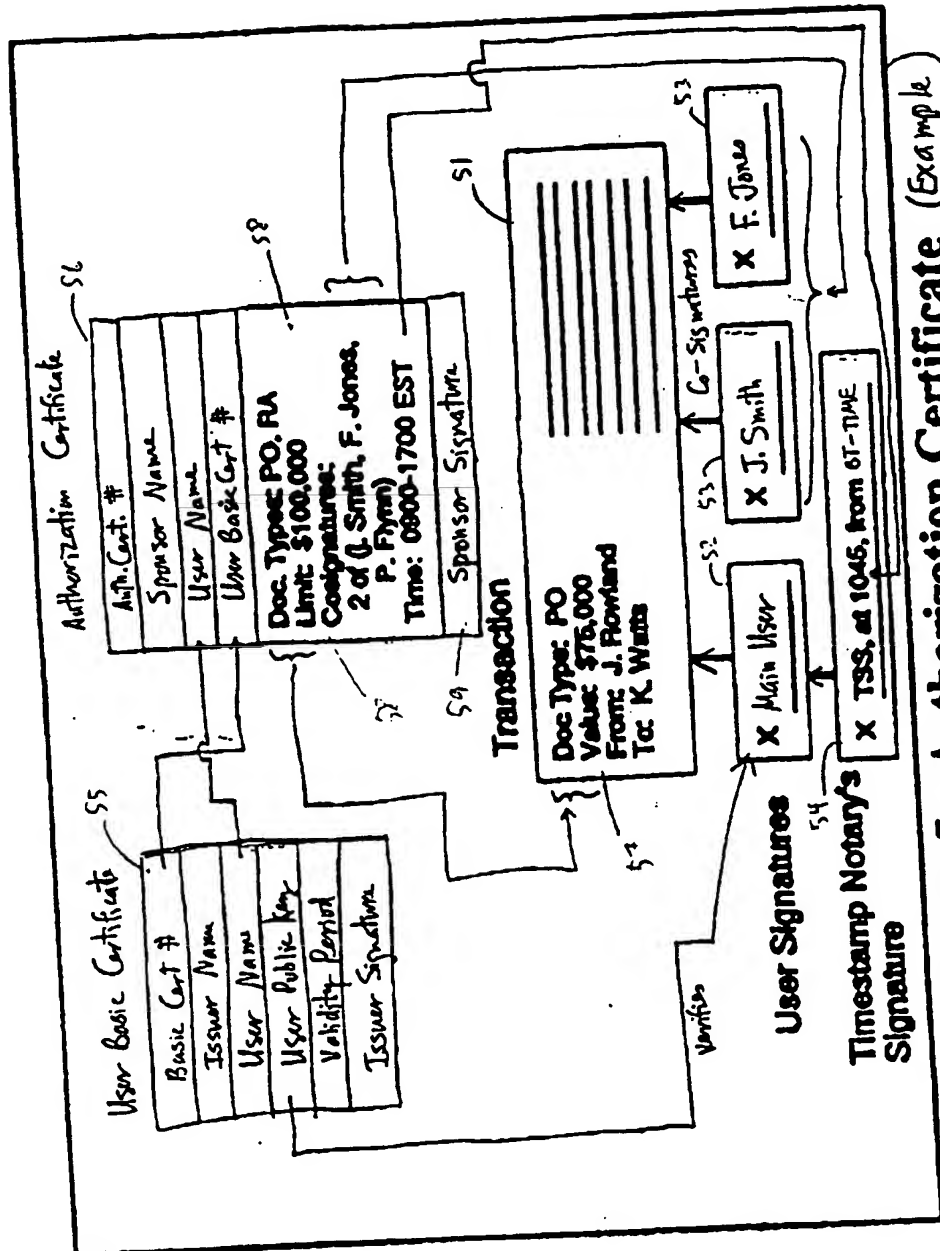 User Basic Certificate
55
Basic Cert #
Issuer Name
User Name
User Public Key
Validity Period
Issuer Signature
Authorization Certificate
56
Auth. Cert. #
Sponsor Name
User Name
User Basic Cert #
58
Doc. Types: PO, RA
Limit: $100,000
Cosignatures:
2 of (J. Smith, F. Jones,
P. Flynn)
Time: 0900-1700 EST
59
Sponsor Signature
Transaction
51
Doc Type: PO
Value: $75,000
From: J. Rowland
To: K. Watts
52
53
Co-Signatures
53
Verifies
X Main User
X J. Smith
X F. Jones
User Signatures
54
Timestamp Notary's
Signature
X TSS, at 1045, from BT-TIME
Authorization Certificate (Example